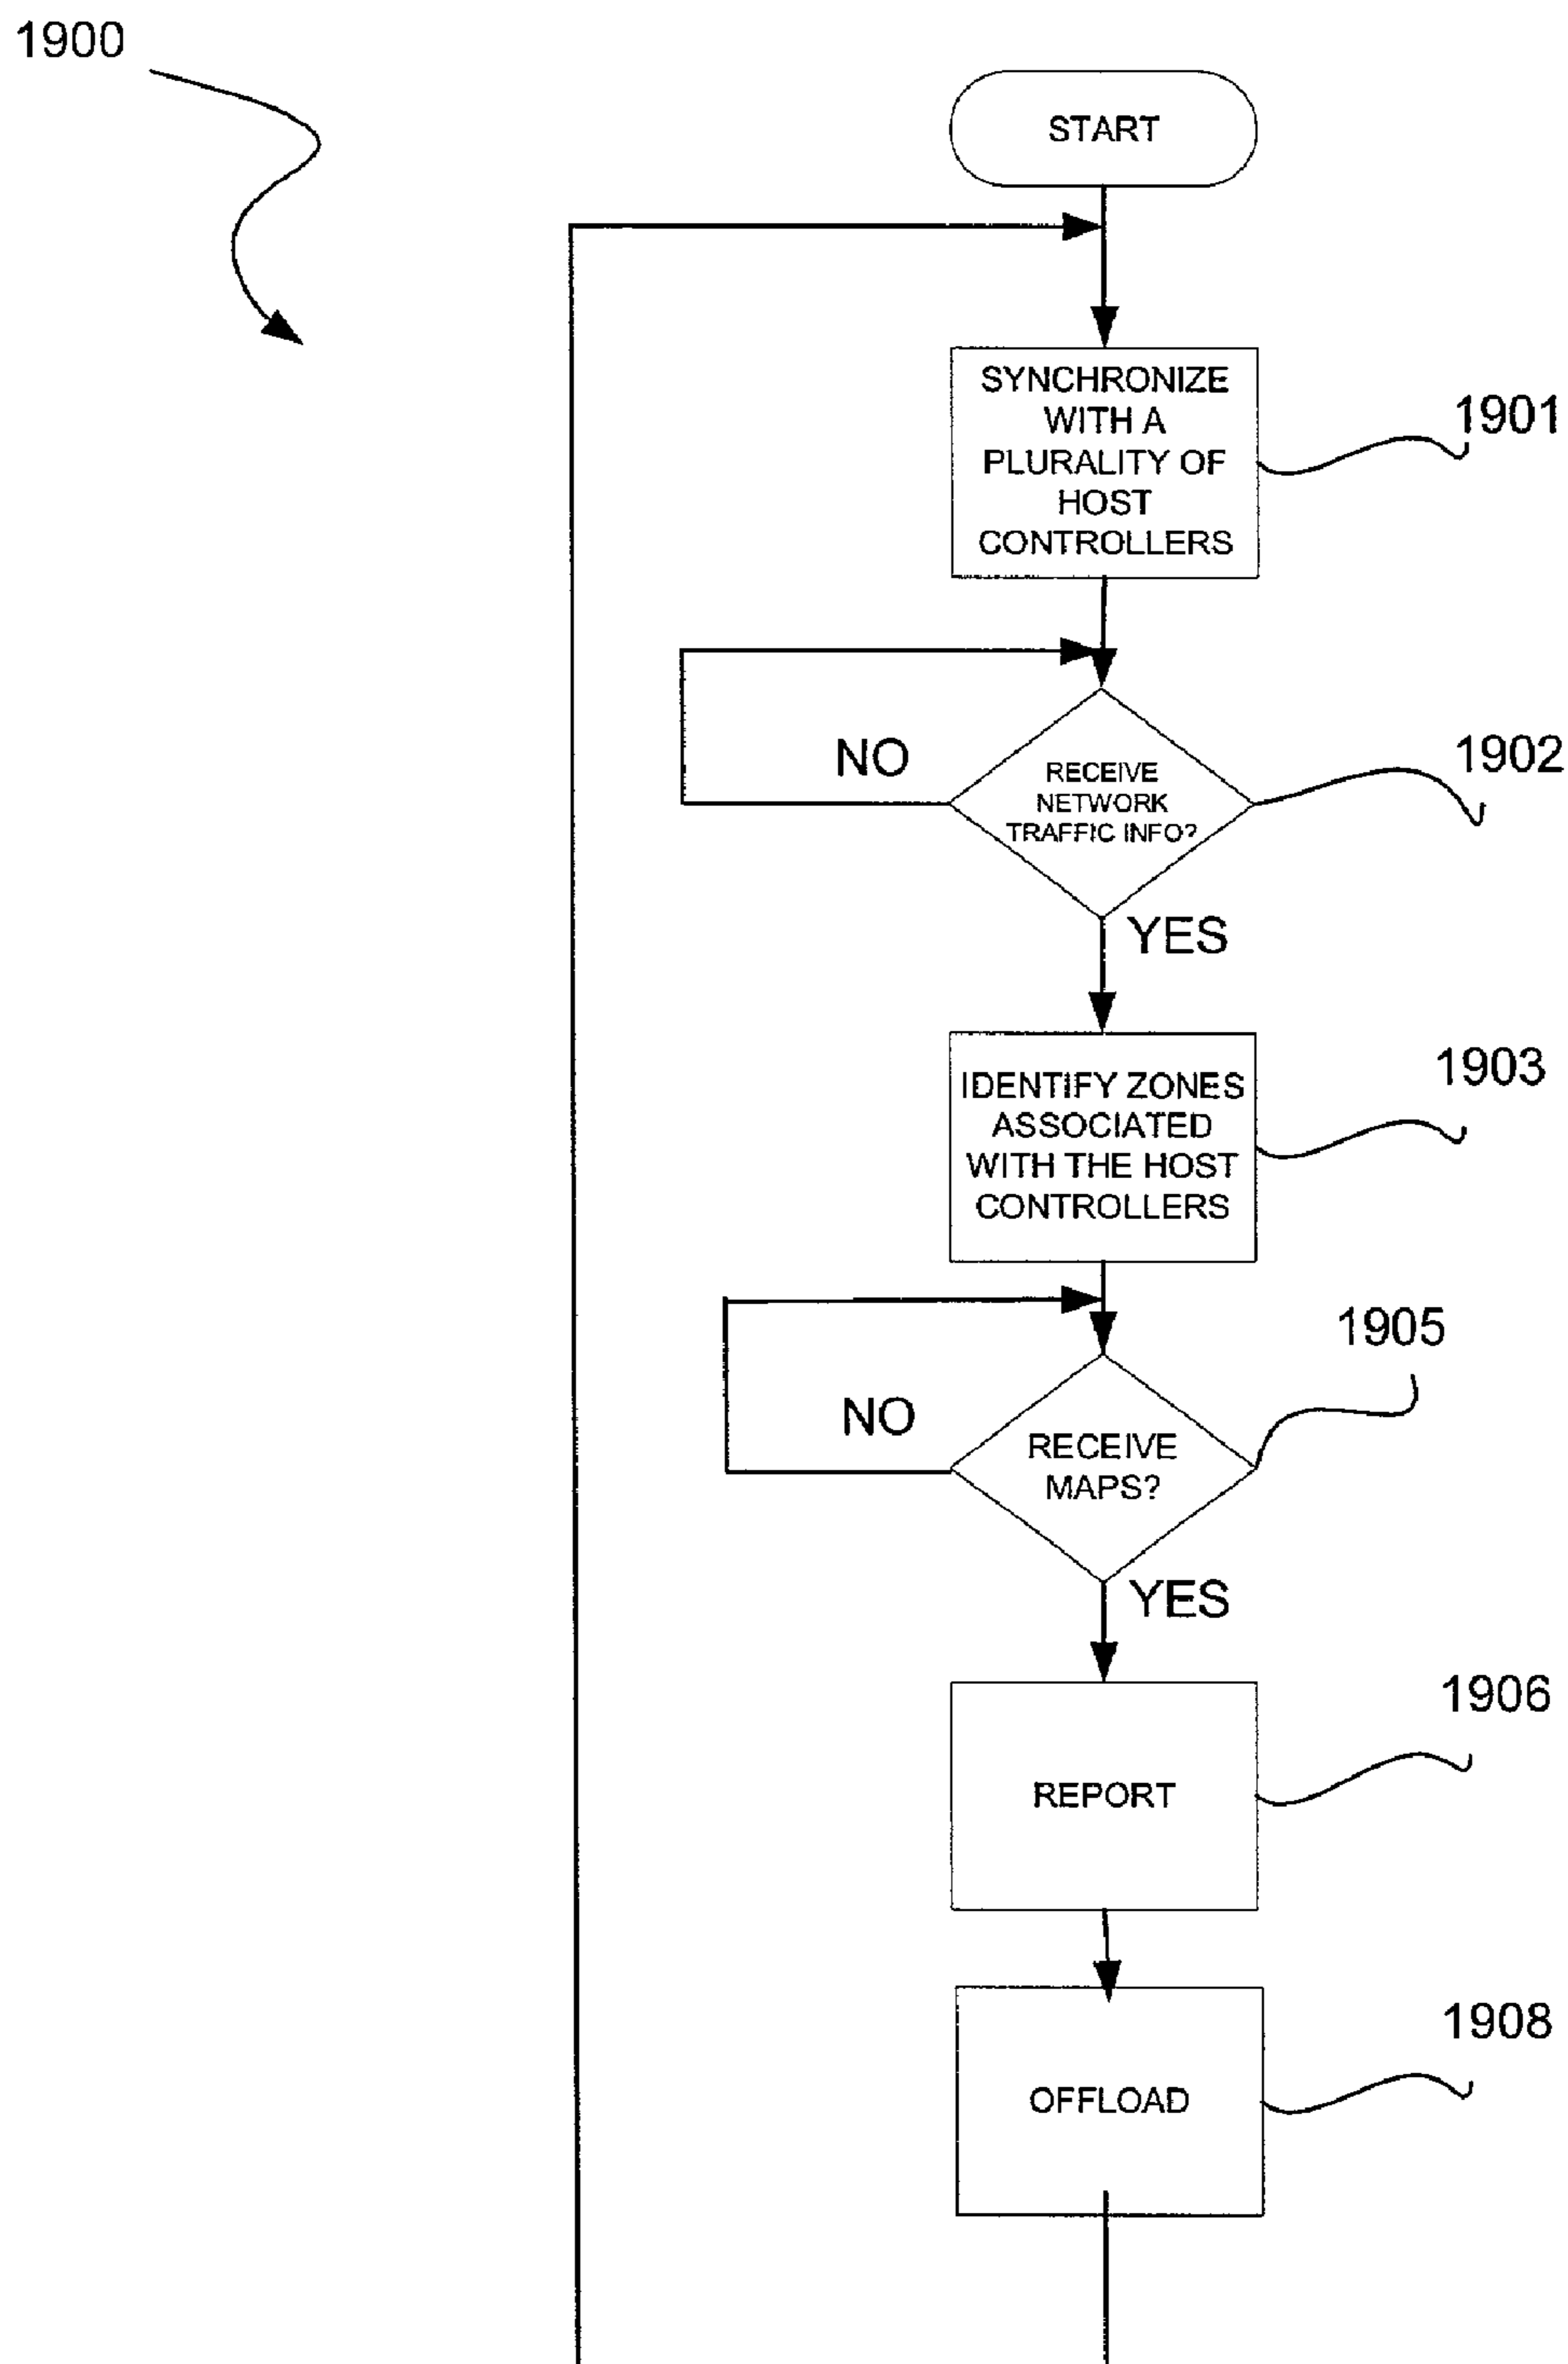 1900
START
SYNCHRONIZE
WITH A
PLURALITY OF
HOST
CONTROLLERS
1901
NO
RECEIVE
NETWORK
TRAFFIC INFO?
1902
YES
IDENTIFY ZONES
ASSOCIATED
WITH THE HOST
CONTROLLERS
1903
1905
NO
RECEIVE
MAPS?
YES
REPORT
1906
OFFLOAD
1908